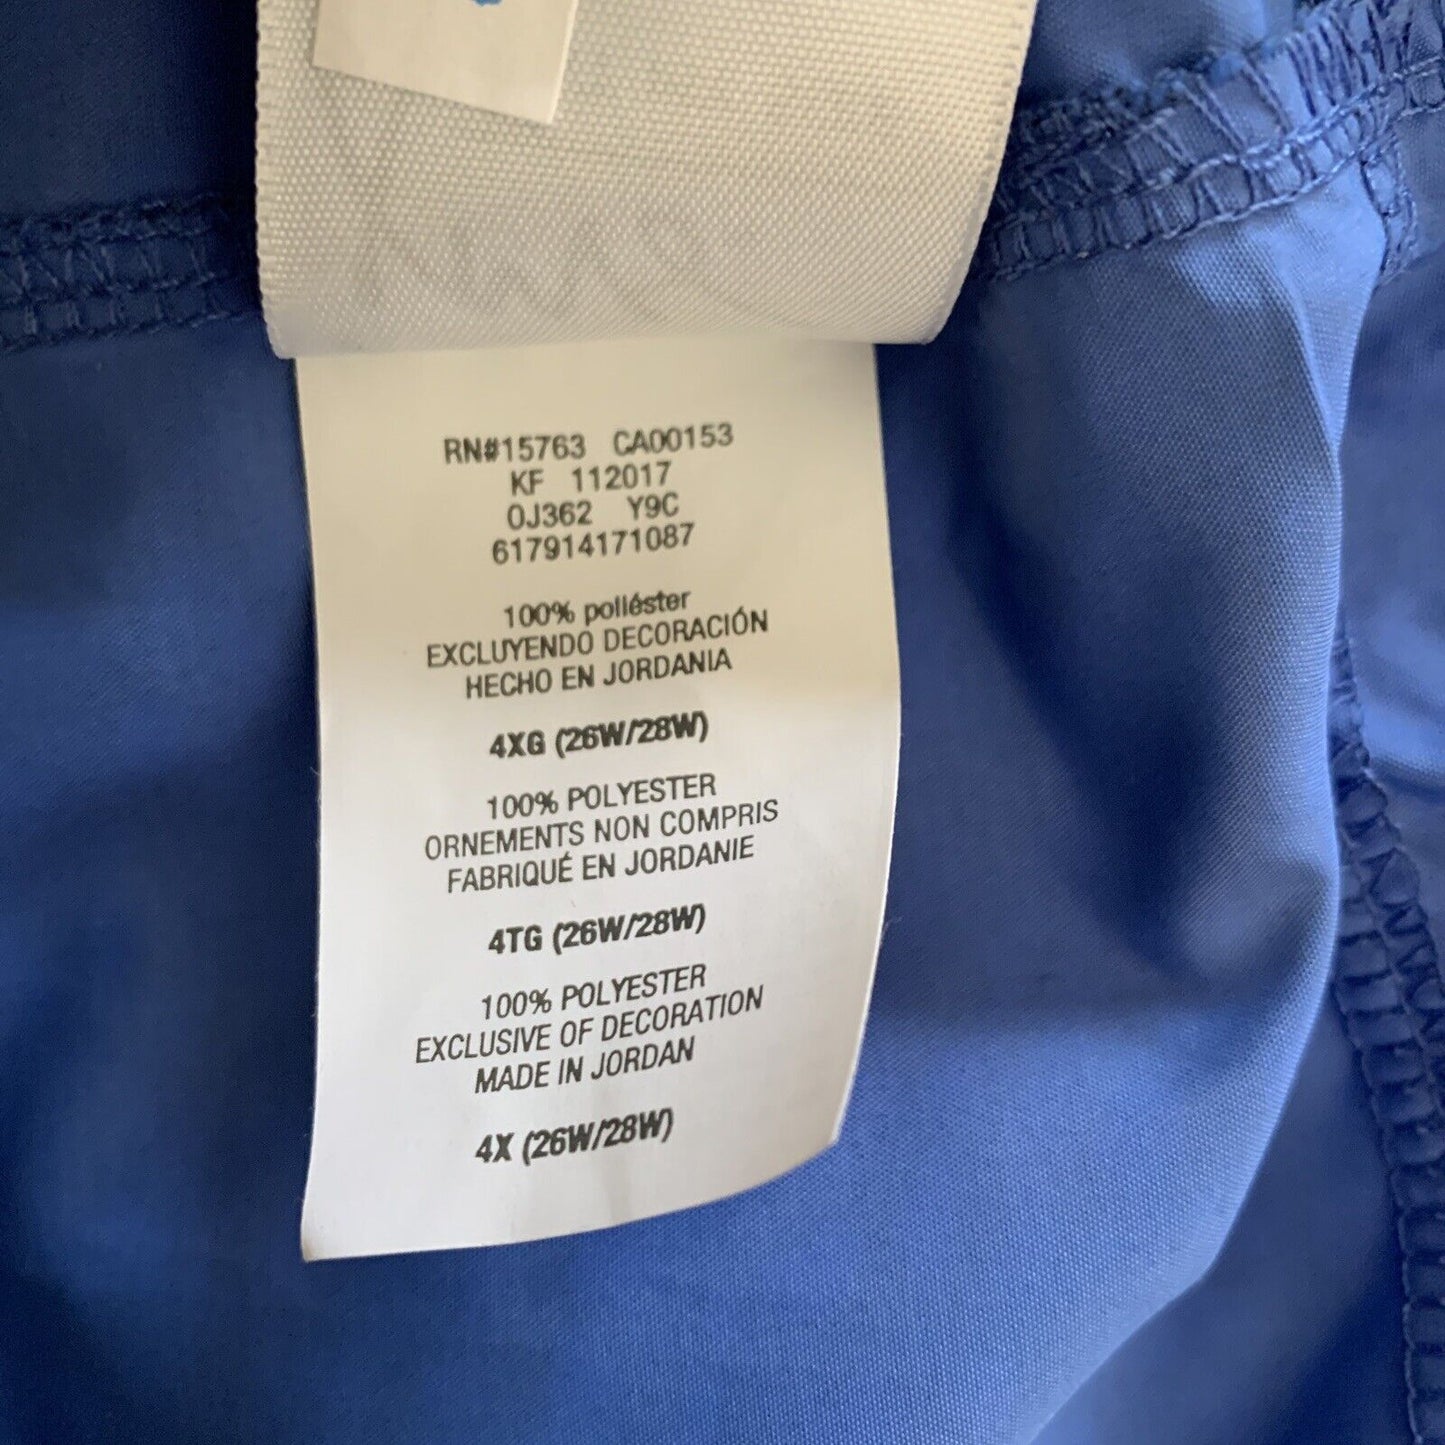 RN#15763 CA00153
KF 112017
0J362 Y9C
617914171087
100% poliéster
EXCLUYENDO DECORACIÓN
HECHO EN JORDANIA
4XG (26W/28W)
100% POLYESTER
ORNEMENTS NON COMPRIS
FABRIQUÉ EN JORDANIE
4TG (26W/28W)
100% POLYESTER
EXCLUSIVE OF DECORATION
MADE IN JORDAN
4X (26W/28W)